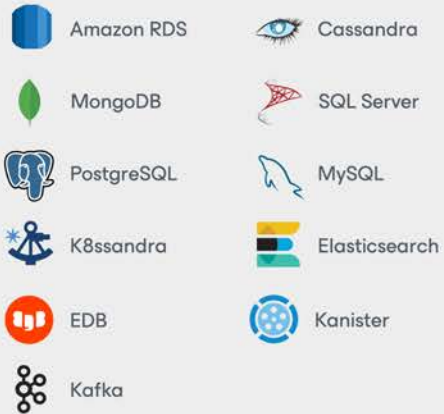 Amazon RDS
Cassandra
MongoDB
SQL Server
PostgreSQL
MySQL
K8ssandra
Elasticsearch
EDB
Kanister
Kafka